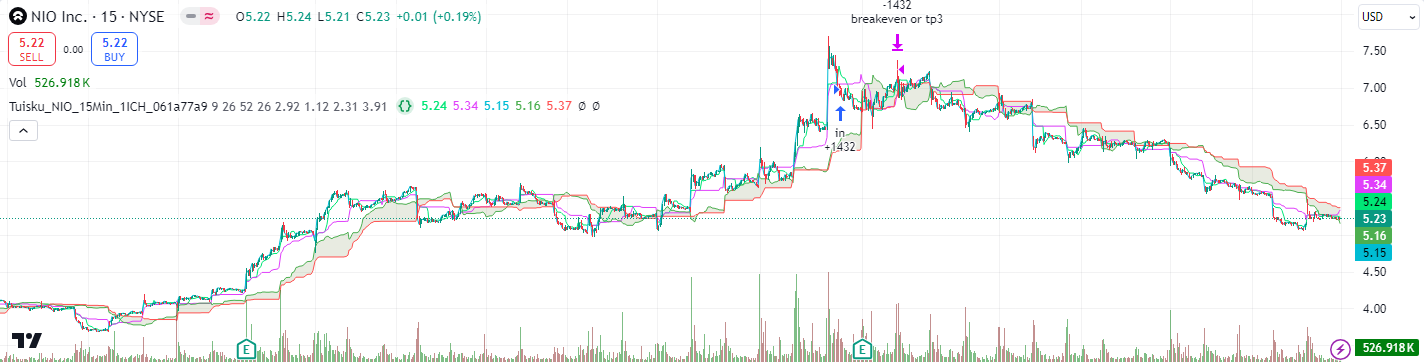 NIO Inc. · 15 · NYSE
O5.22 H5.24 L5.21 C5.23 +0.01 (+0.19%)
5.22
SELL
0.00
5.22
BUY
Vol 526.918 K
Tuisku_NIO_15Min_1ICH_061a77a9 9 26 52 26 2.92 1.12 2.31 3.91 {} 5.24 5.34 5.15 5.16 5.37 Ø Ø
-1432
breakeven or tp3
in
+1432
USD
7.50
7.00
6.50
6.00
5.37
5.34
5.24
5.23
5.16
5.15
4.50
4.00
526.918 K
E
E